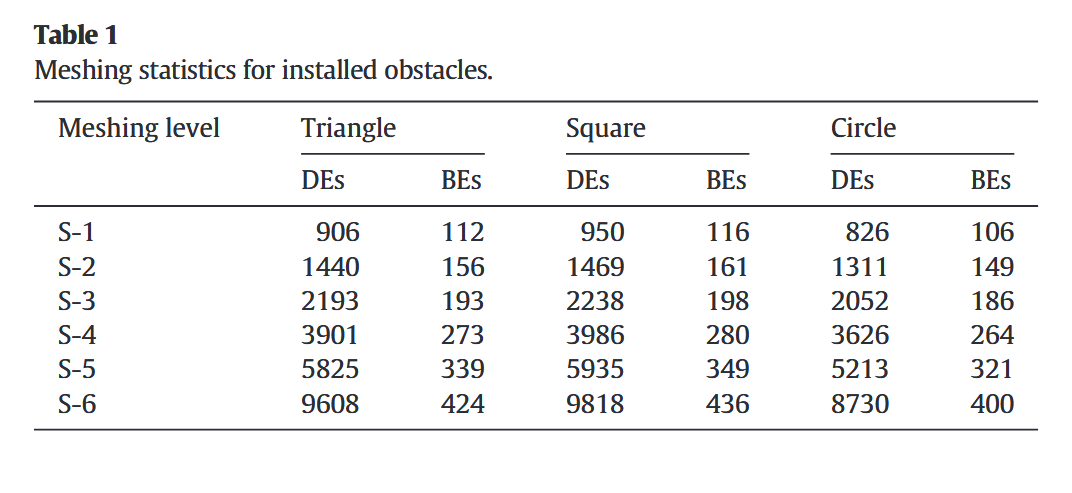 Table 1
Meshing statistics for installed obstacles.
Meshing level Triangle Square Circle
DEs BEs DEs BEs DEs BEs
S-1 906 112 950 116 826 106
S-2 1440 156 1469 161 1311 149
S-3 2193 193 2238 198 2052 186
S-4 3901 273 3986 280 3626 264
S-5 5825 339 5935 349 5213 321
S-6 9608 424 9818 436 8730 400